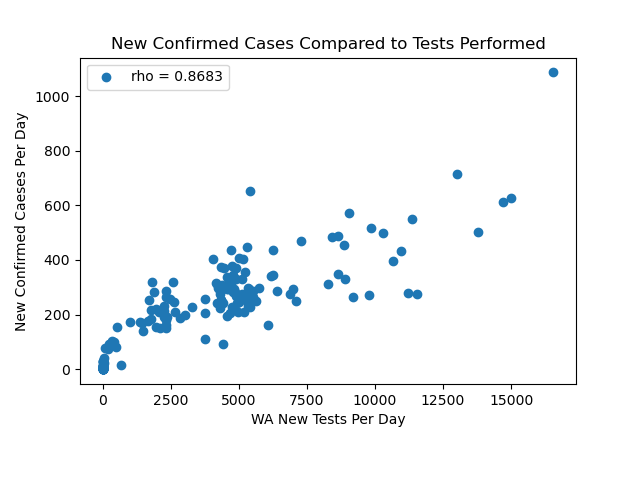 New Confirmed Cases Compared to Tests Performed
rho = 0.8683
1000
800
600
400
200
0
New Confirmed Caeses Per Day
0 2500 5000 7500 10000 12500 15000
WA New Tests Per Day